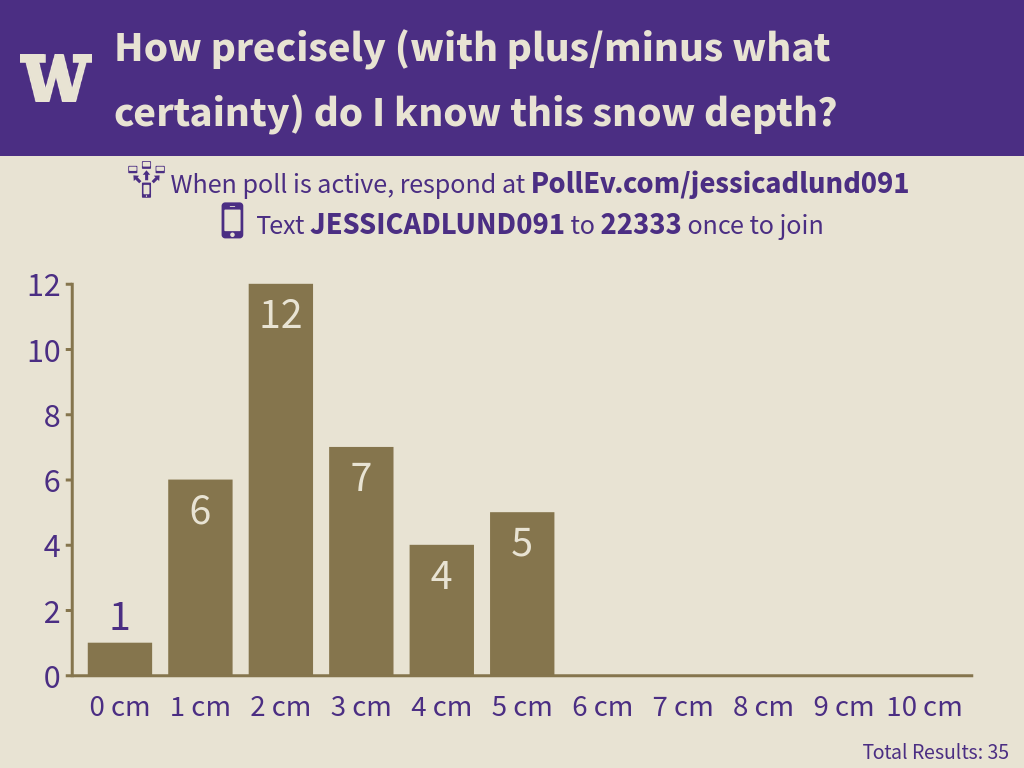 W
How precisely (with plus/minus what
certainty) do I know this snow depth?
When poll is active, respond at PollEv.com/jessicadlund091
Text JESSICADLUND091 to 22333 once to join
12
10
8
6
4
2
0
1
6
12
7
4
5
0 cm 1 cm 2 cm 3 cm 4 cm 5 cm 6 cm 7 cm 8 cm 9 cm 10 cm
Total Results: 35